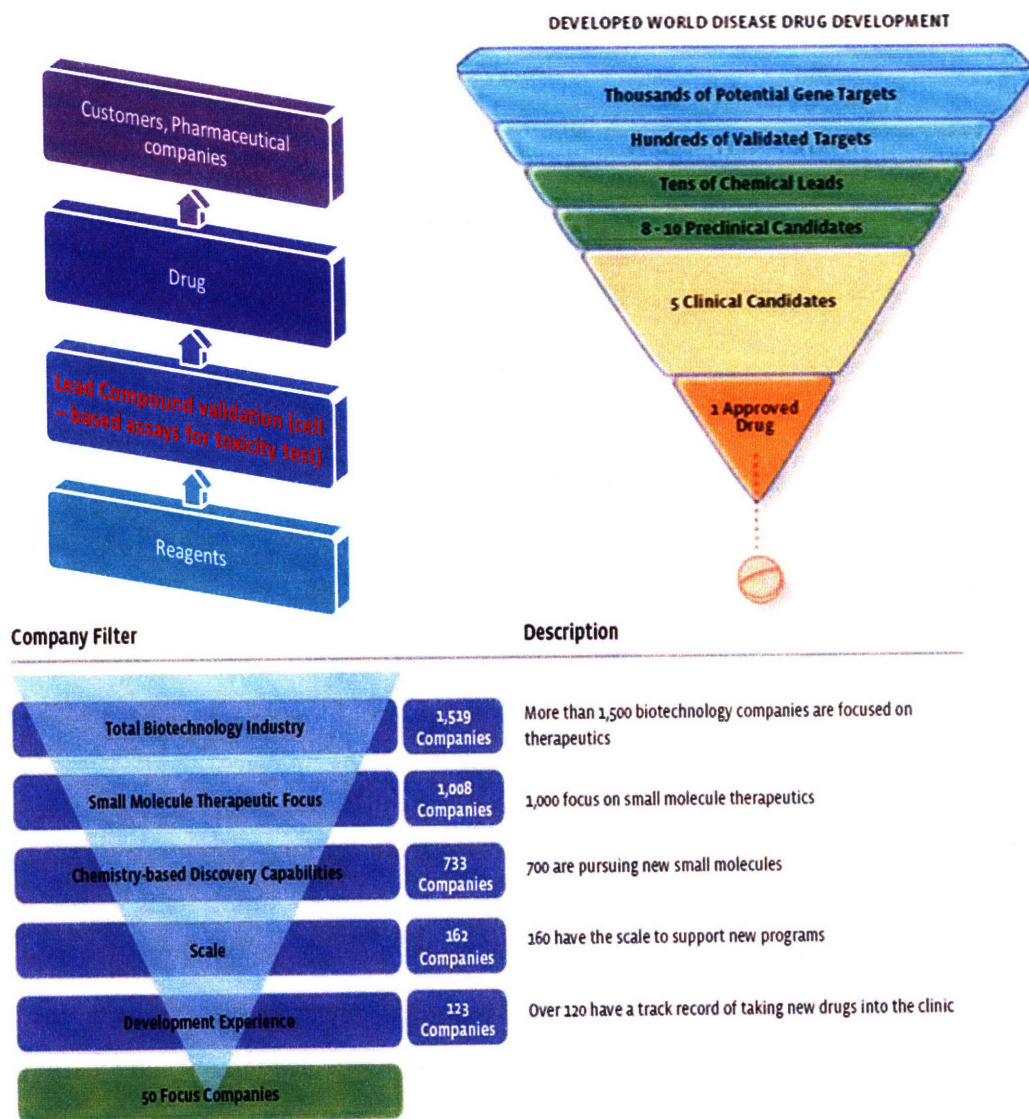 DEVELOPED WORLD DISEASE DRUG DEVELOPMENT
Customers, Pharmaceutical
companies
Drug
Lead Compound validation (cell
– based assays for toxicity test)
Reagents
Thousands of Potential Gene Targets
Hundreds of Validated Targets
Tens of Chemical Leads
8 - 10 Preclinical Candidates
5 Clinical Candidates
1 Approved
Drug
Company Filter
Description
Total Biotechnology Industry
1,519
Companies
More than 1,500 biotechnology companies are focused on
therapeutics
Small Molecule Therapeutic Focus
1,008
Companies
1,000 focus on small molecule therapeutics
Chemistry-based Discovery Capabilities
733
Companies
700 are pursuing new small molecules
Scale
162
Companies
160 have the scale to support new programs
Development Experience
123
Companies
Over 120 have a track record of taking new drugs into the clinic
50 Focus Companies